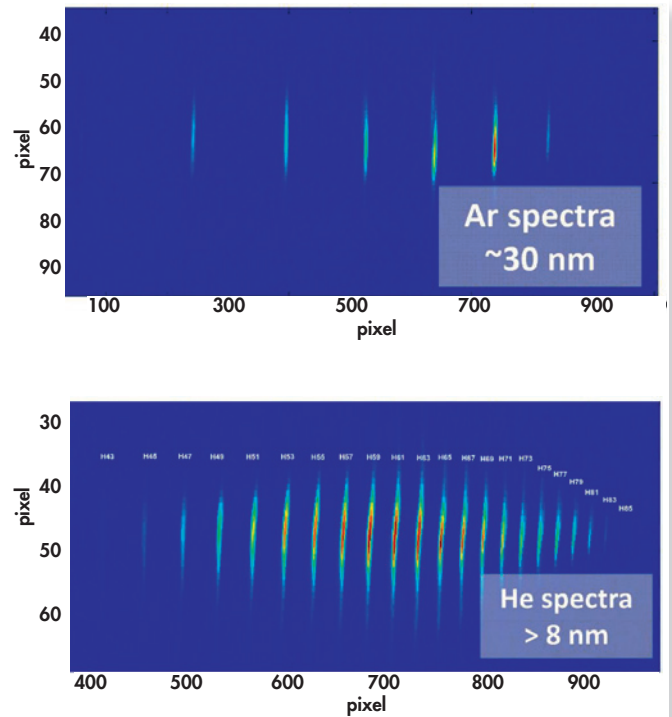 40
50
60
70
80
90
pixel
Ar spectra
~30 nm
100 300 500 700 900
pixel
30
40
50
60
pixel
H43 H45 H47 H49 H51 H53 H55 H57 H59 H61 H63 H65 H67 H69 H71 H73
H75
H77
H79
H81
H83
H85
He spectra
> 8 nm
400 500 600 700 800 900
pixel